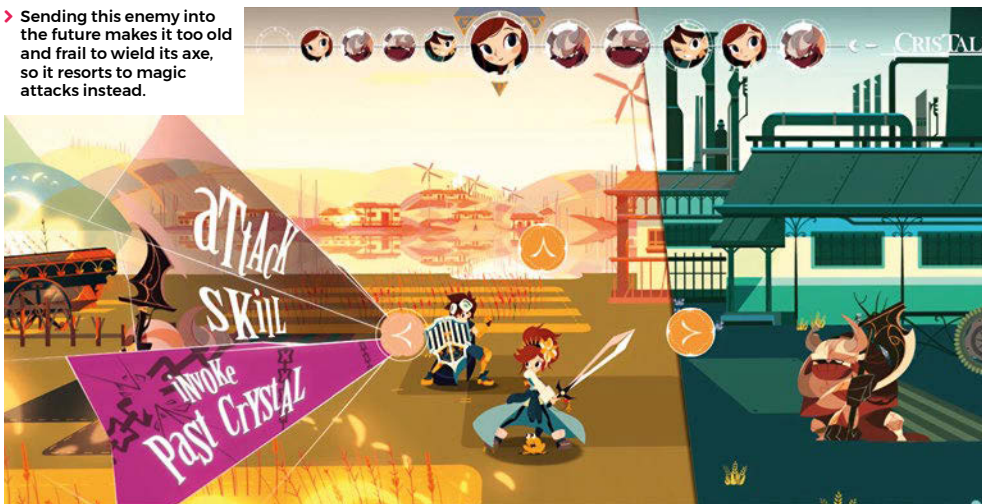 Sending this enemy into
the future makes it too old
and frail to wield its axe,
so it resorts to magic
attacks instead.
CRISTAL
ATTACK
SKILL
INVOKE
PAST CRYSTAL